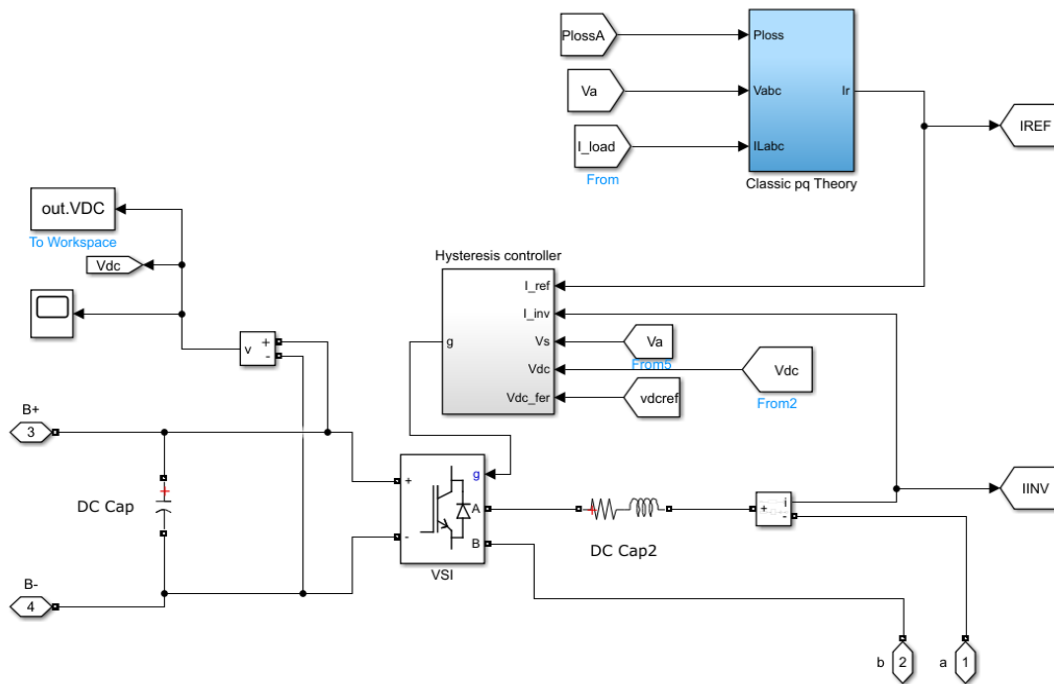 PlossA
Ploss
Va
Vabc
Ir
I_load
ILabc
From
Classic pq Theory
IREF
out.VDC
To Workspace
Vdc
v
+
-
Hysteresis controller
I_ref
I_inv
Vs
Va
From5
g
Vdc
Vdc
From2
Vdc_fer
vdcref
B+
3
DC Cap
B-
4
+
-
g
A
B
VSI
DC Cap2
+
i
-
IINV
b
2
a
1